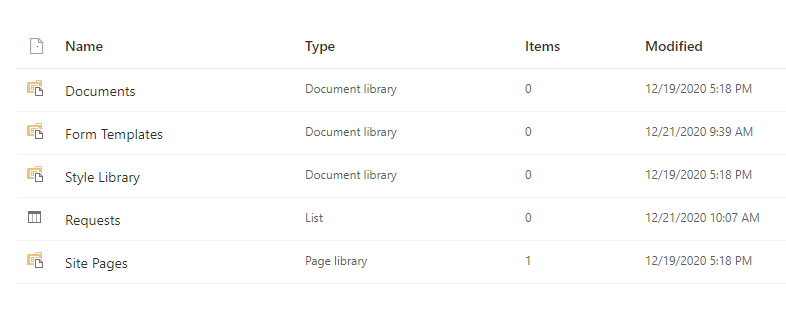 Name Type Items Modified
Documents Document library 0 12/19/2020 5:18 PM
Form Templates Document library 0 12/21/2020 9:39 AM
Style Library Document library 0 12/19/2020 5:18 PM
Requests List 0 12/21/2020 10:07 AM
Site Pages Page library 1 12/19/2020 5:18 PM